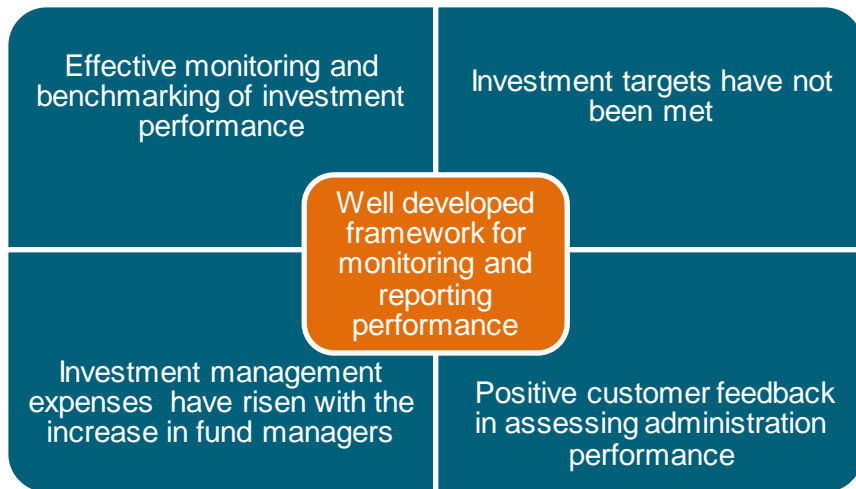 Effective monitoring and
benchmarking of investment
performance
Investment targets have not
been met
Well developed
framework for
monitoring and
reporting
performance
Investment management
expenses  have risen with the
increase in fund managers
Positive customer feedback
in assessing administration
performance